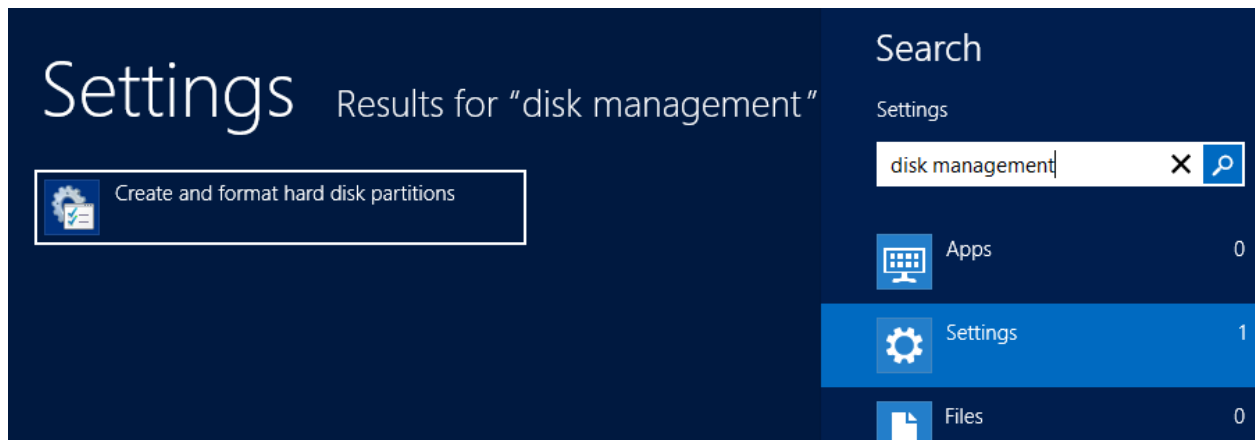 Settings Results for “disk management”
Create and format hard disk partitions
Search
Settings
disk management
Apps 0
Settings 1
Files 0